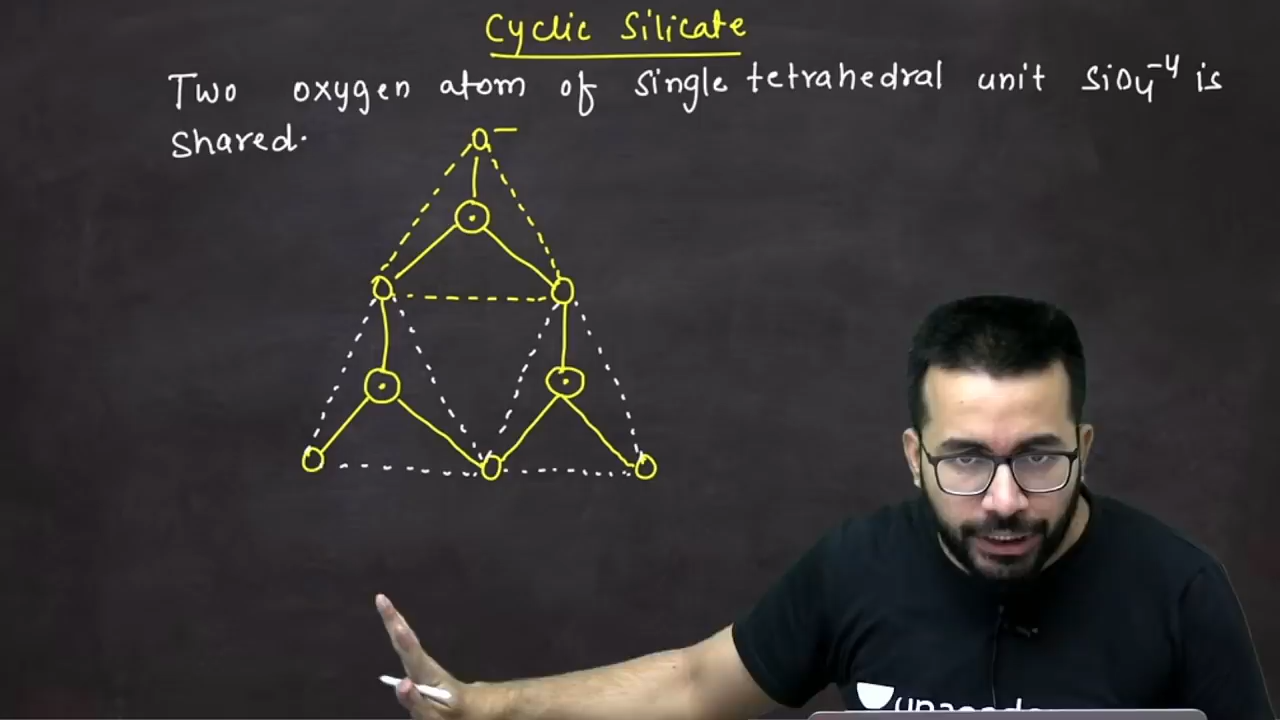 Cyclic Silicate
Two oxygen atom of single tetrahedral unit SiO₄⁻⁴ is
shared.
O⁻